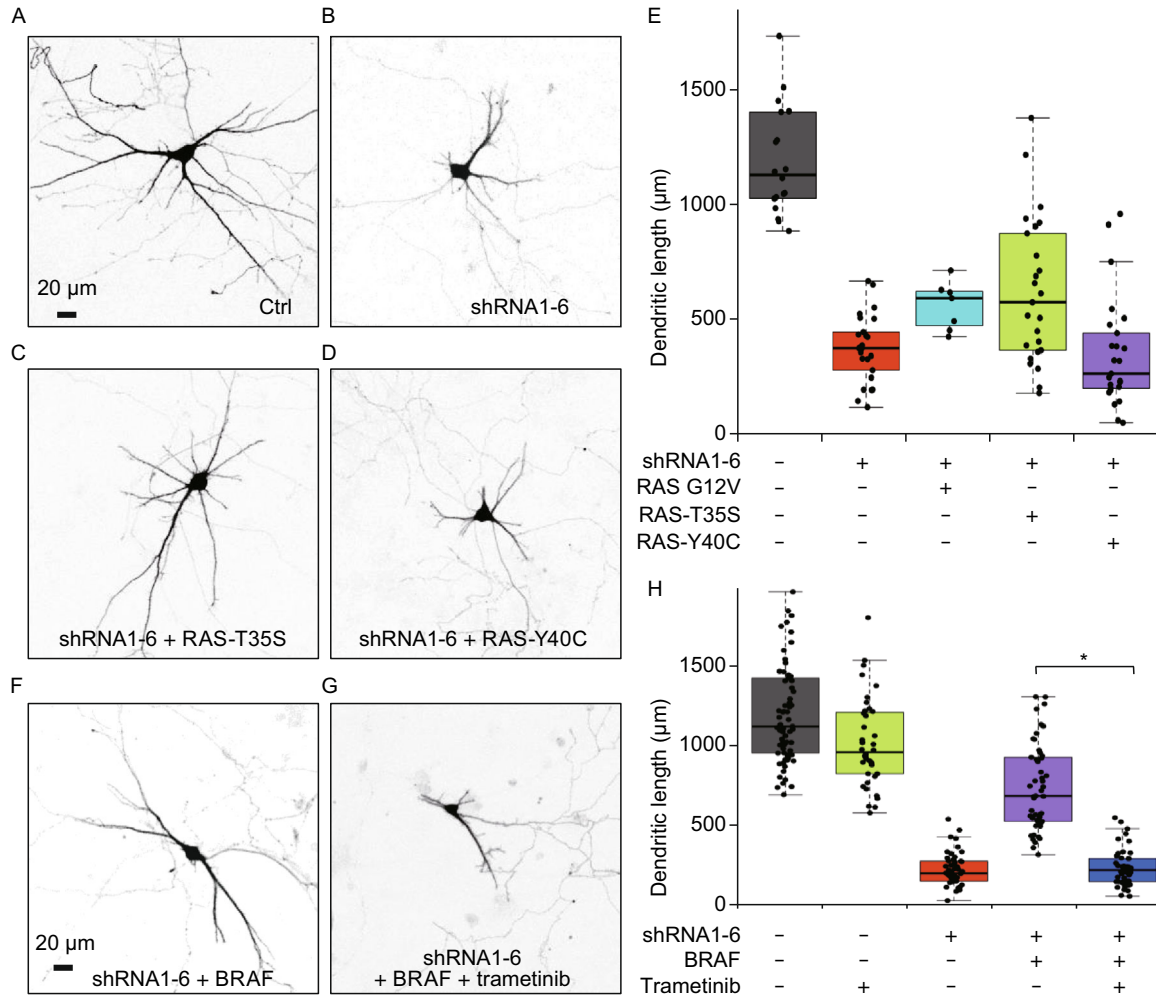 A
20 µm
Ctrl
B
shRNA1-6
C
shRNA1-6 + RAS-T35S
D
shRNA1-6 + RAS-Y40C
F
20 µm
shRNA1-6 + BRAF
G
shRNA1-6
+ BRAF + trametinib
E
Dendritic length (µm)
1500
1000
500
0
shRNA1-6 – + + + +
RAS G12V – – + – –
RAS-T35S – – – + –
RAS-Y40C – – – – +
H
Dendritic length (µm)
*
1500
1000
500
0
shRNA1-6 – – + + +
BRAF – – – + +
Trametinib – + – – +